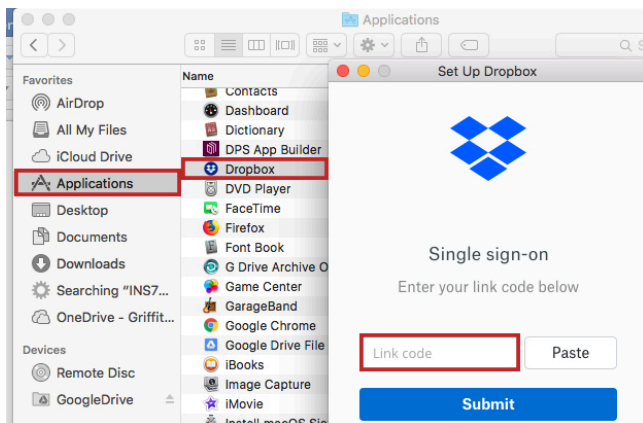 Applications
Set Up Dropbox
Favorites
AirDrop
All My Files
iCloud Drive
Applications
Desktop
Documents
Downloads
Searching "INS7...
OneDrive - Griffit...
Devices
Remote Disc
GoogleDrive
Name
Contacts
Dashboard
Dictionary
DPS App Builder
Dropbox
DVD Player
FaceTime
Firefox
Font Book
G Drive Archive O
Game Center
GarageBand
Google Chrome
Google Drive File
iBooks
Image Capture
iMovie
Install macOS Sie
Single sign-on
Enter your link code below
Link code
Paste
Submit